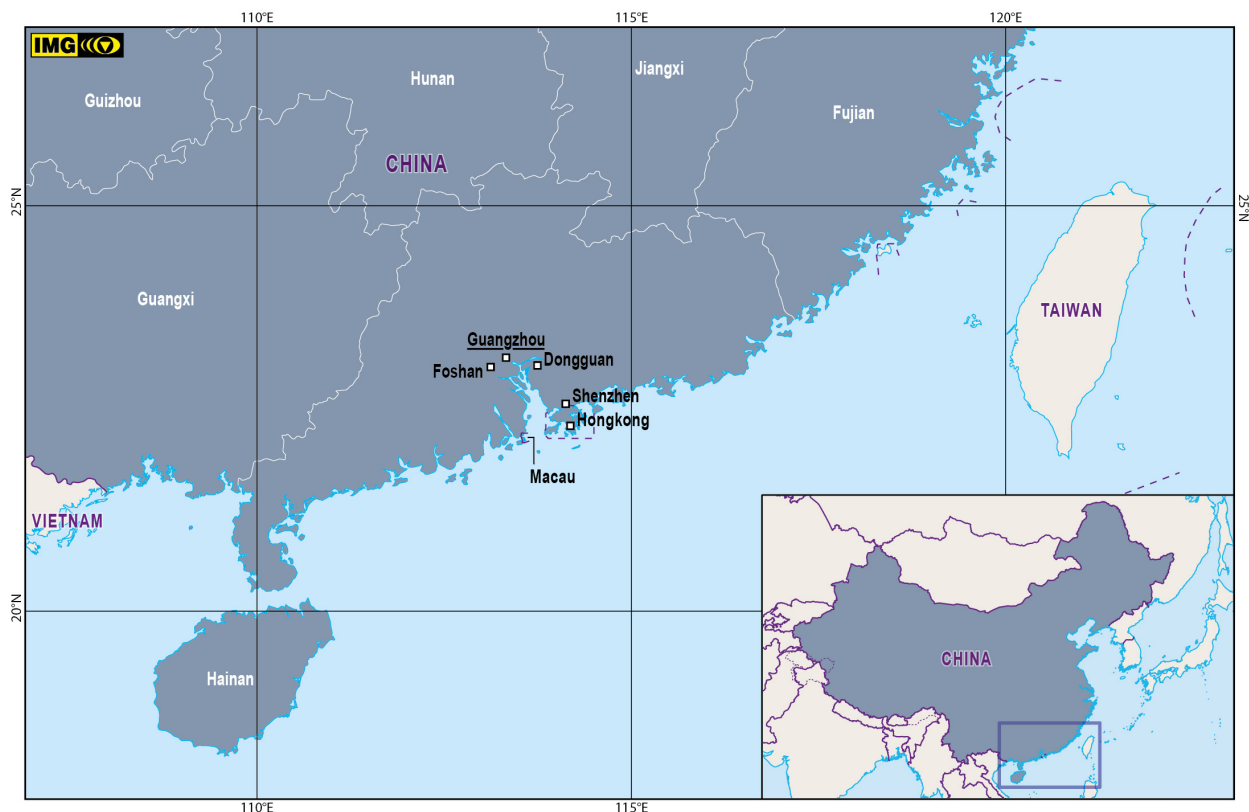 110°E
115°E
120°E
IMG
Guizhou
Hunan
Jiangxi
Fujian
CHINA
25°N
25°N
Guangxi
TAIWAN
Guangzhou
Foshan
Dongguan
Shenzhen
Hongkong
Macau
VIETNAM
20°N
Hainan
CHINA
110°E
115°E